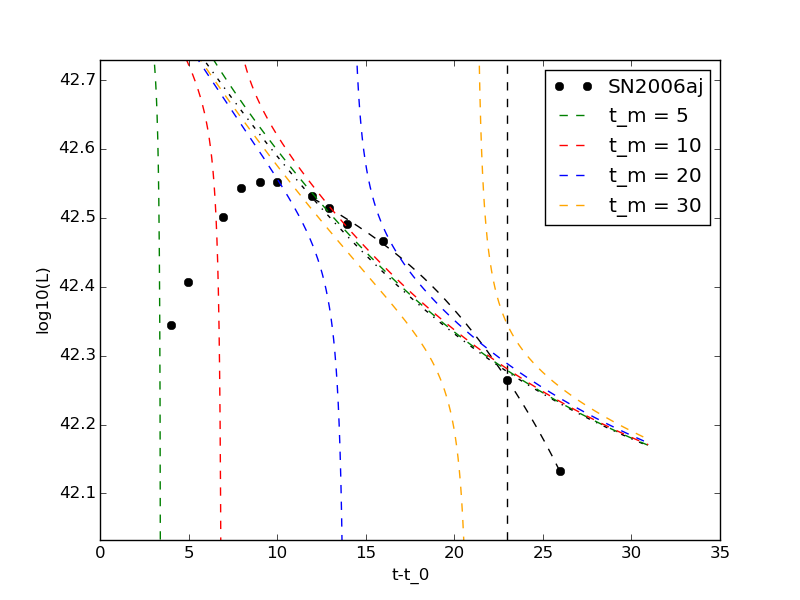 42.7
42.6
42.5
42.4
42.3
42.2
42.1
log10(L)
0 5 10 15 20 25 30 35
t-t_0
SN2006aj
t_m = 5
t_m = 10
t_m = 20
t_m = 30